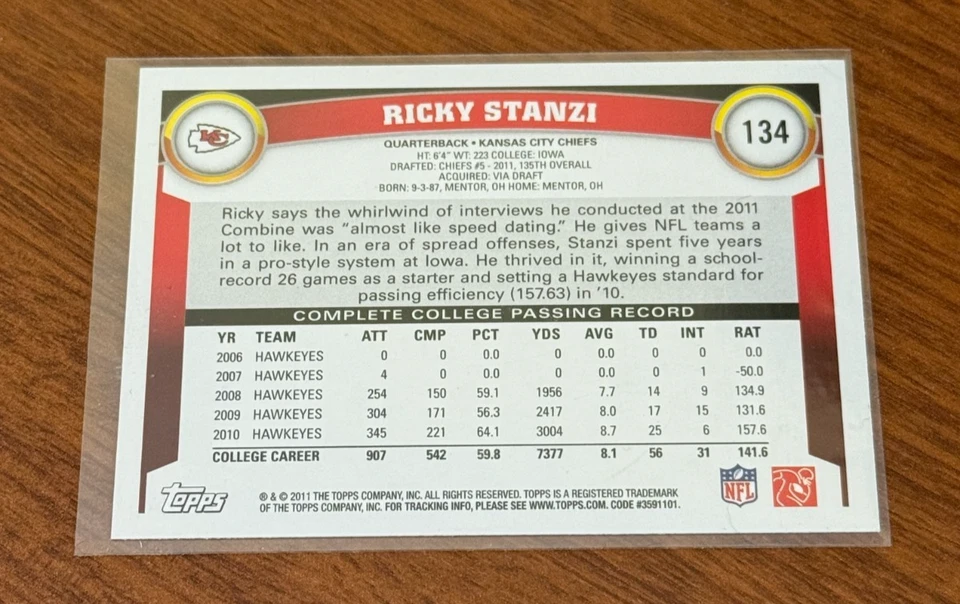 RICKY STANZI
KC
134
QUARTERBACK • KANSAS CITY CHIEFS
HT: 6'4" WT: 223 COLLEGE: IOWA
DRAFTED: CHIEFS #5 - 2011, 135TH OVERALL
ACQUIRED: VIA DRAFT
BORN: 9-3-87, MENTOR, OH HOME: MENTOR, OH
Ricky says the whirlwind of interviews he conducted at the 2011
Combine was "almost like speed dating." He gives NFL teams a
lot to like. In an era of spread offenses, Stanzi spent five years
in a pro-style system at Iowa. He thrived in it, winning a school-
record 26 games as a starter and setting a Hawkeyes standard for
passing efficiency (157.63) in '10.
COMPLETE COLLEGE PASSING RECORD
YR TEAM ATT CMP PCT YDS AVG TD INT RAT
2006 HAWKEYES 0 0 0.0 0 0.0 0 0 0.0
2007 HAWKEYES 4 0 0.0 0 0.0 0 1 -50.0
2008 HAWKEYES 254 150 59.1 1956 7.7 14 9 134.9
2009 HAWKEYES 304 171 56.3 2417 8.0 17 15 131.6
2010 HAWKEYES 345 221 64.1 3004 8.7 25 6 157.6
COLLEGE CAREER 907 542 59.8 7377 8.1 56 31 141.6
Topps
® & © 2011 THE TOPPS COMPANY, INC. ALL RIGHTS RESERVED. TOPPS IS A REGISTERED TRADEMARK
OF THE TOPPS COMPANY, INC. FOR TRACKING INFO, PLEASE SEE WWW.TOPPS.COM. CODE #3591101.
NFL